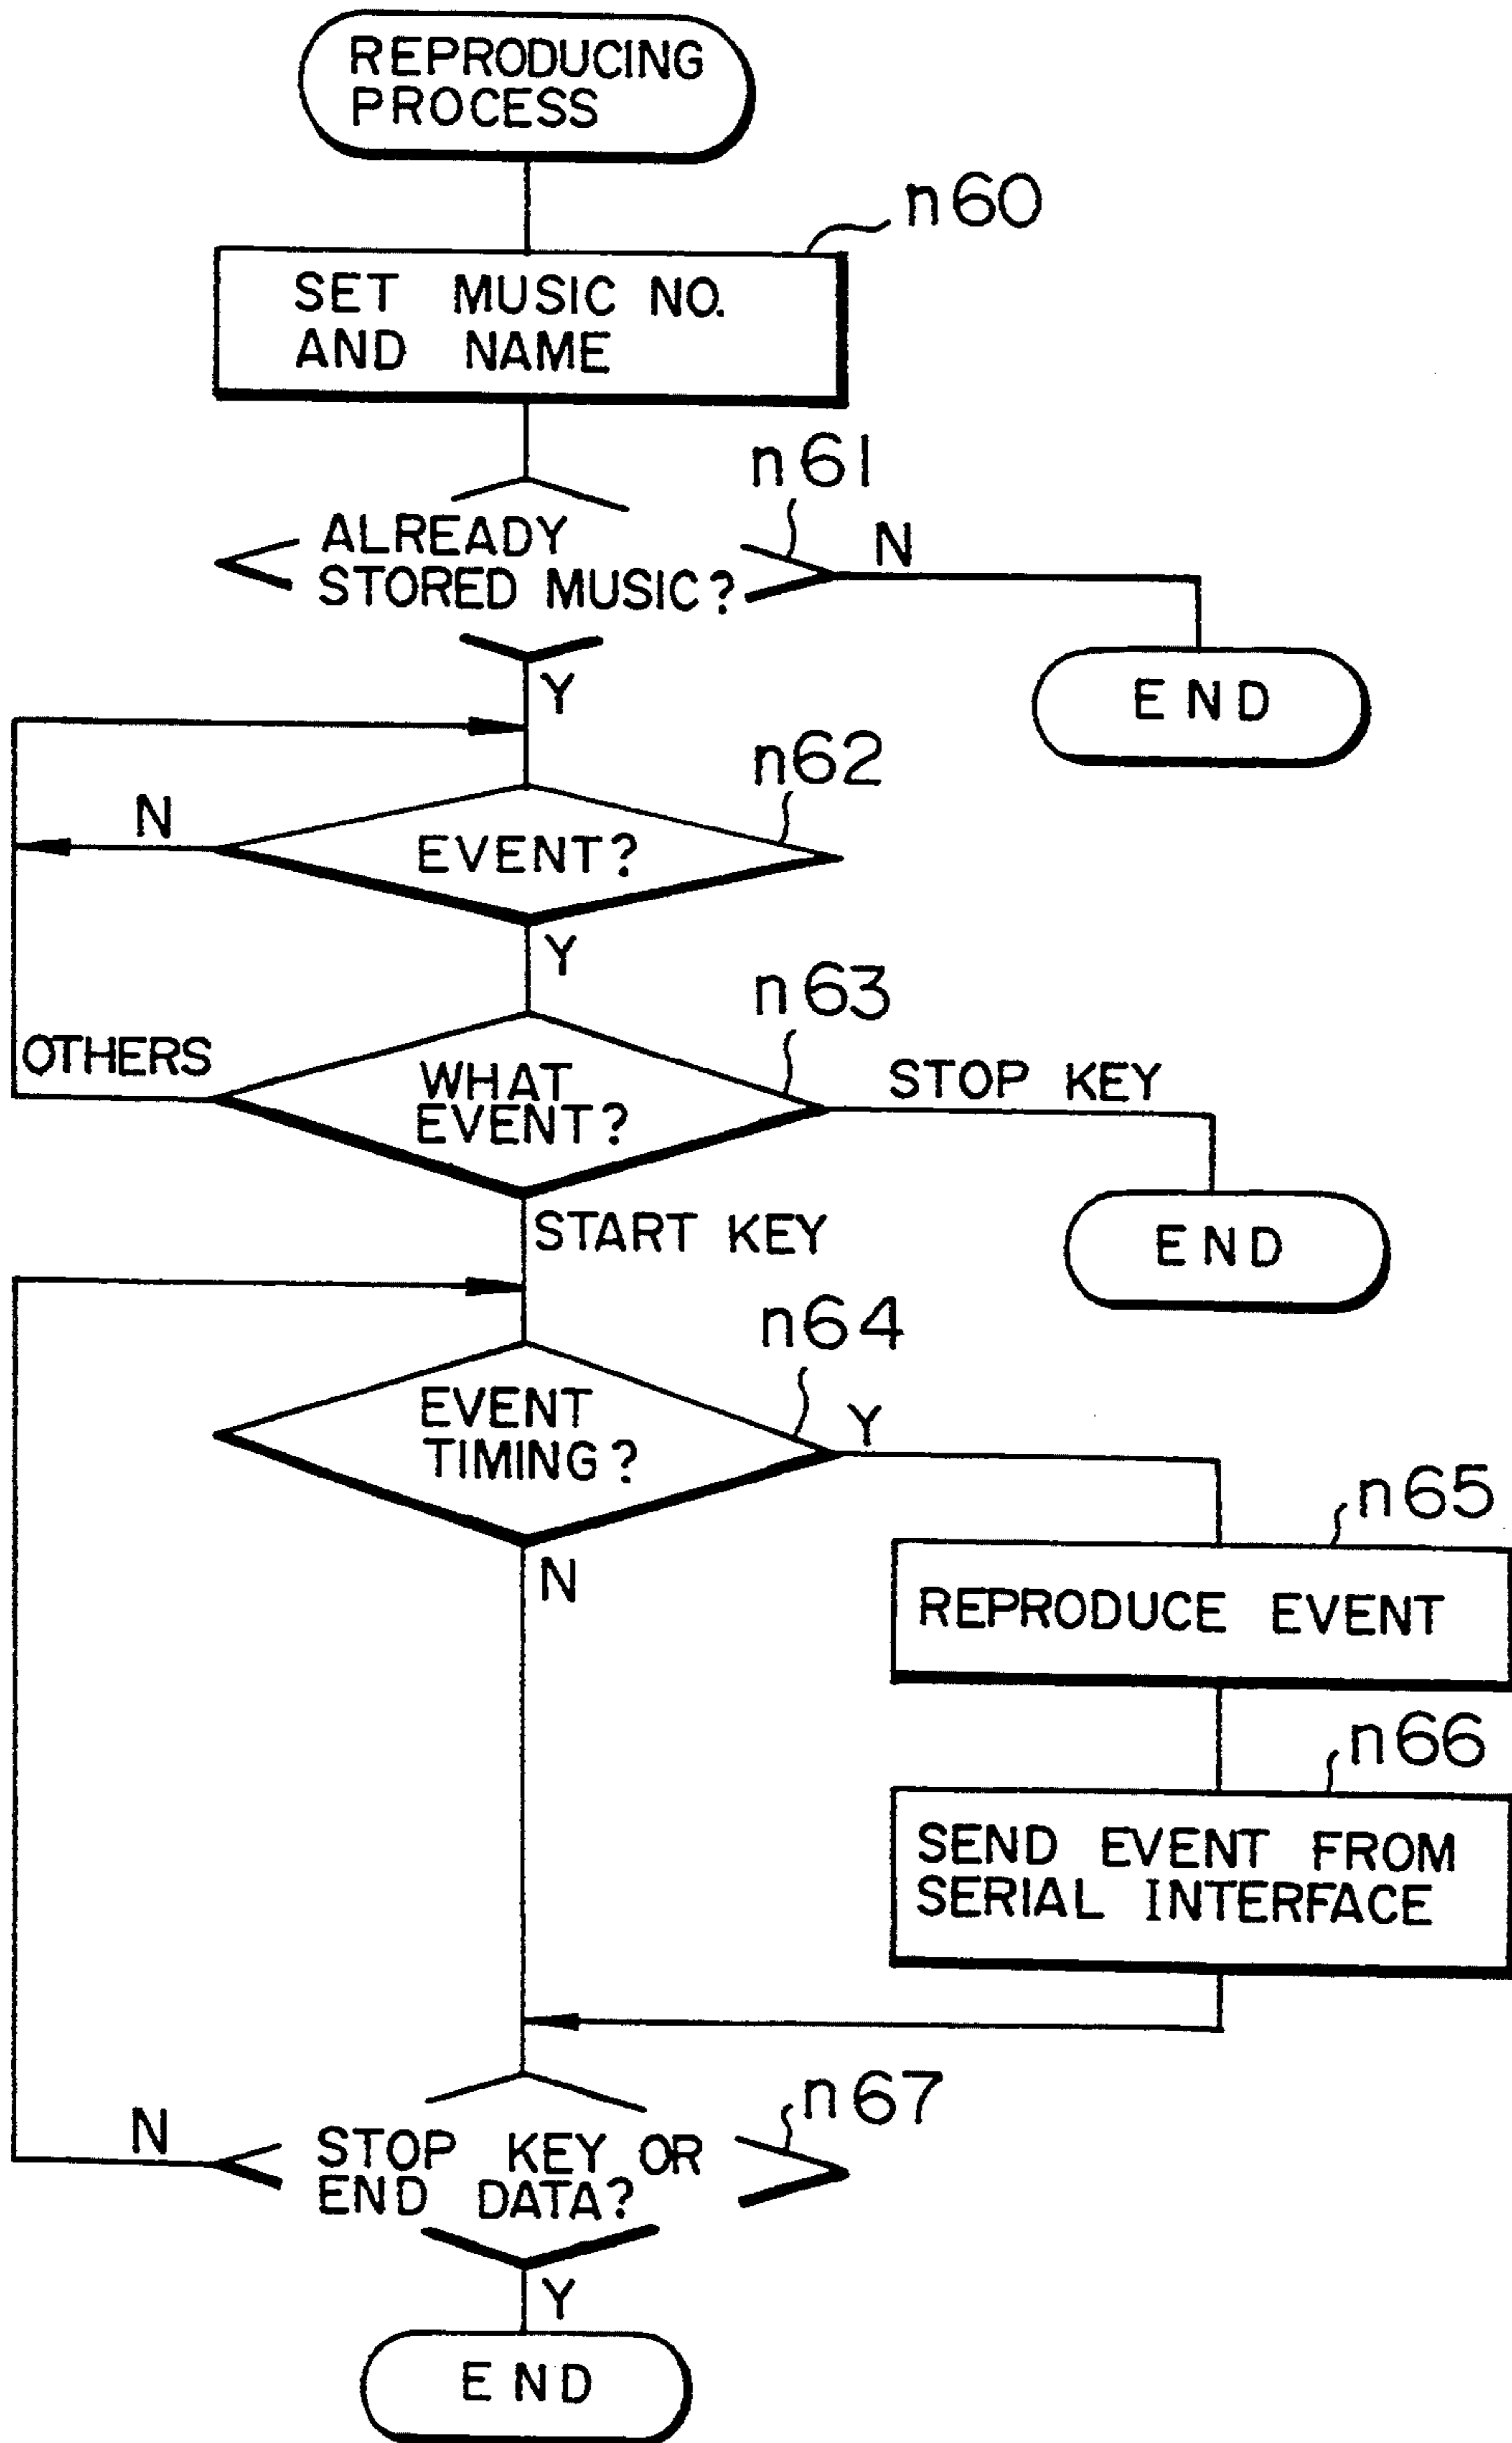 REPRODUCING
PROCESS
n60
SET MUSIC NO.
AND NAME
n61
ALREADY
STORED MUSIC?
N
Y
END
n62
N
EVENT?
Y
n63
OTHERS
WHAT
EVENT?
STOP KEY
START KEY
END
n64
EVENT
TIMING?
Y
N
n65
REPRODUCE EVENT
n66
SEND EVENT FROM
SERIAL INTERFACE
n67
N
STOP KEY OR
END DATA?
Y
END